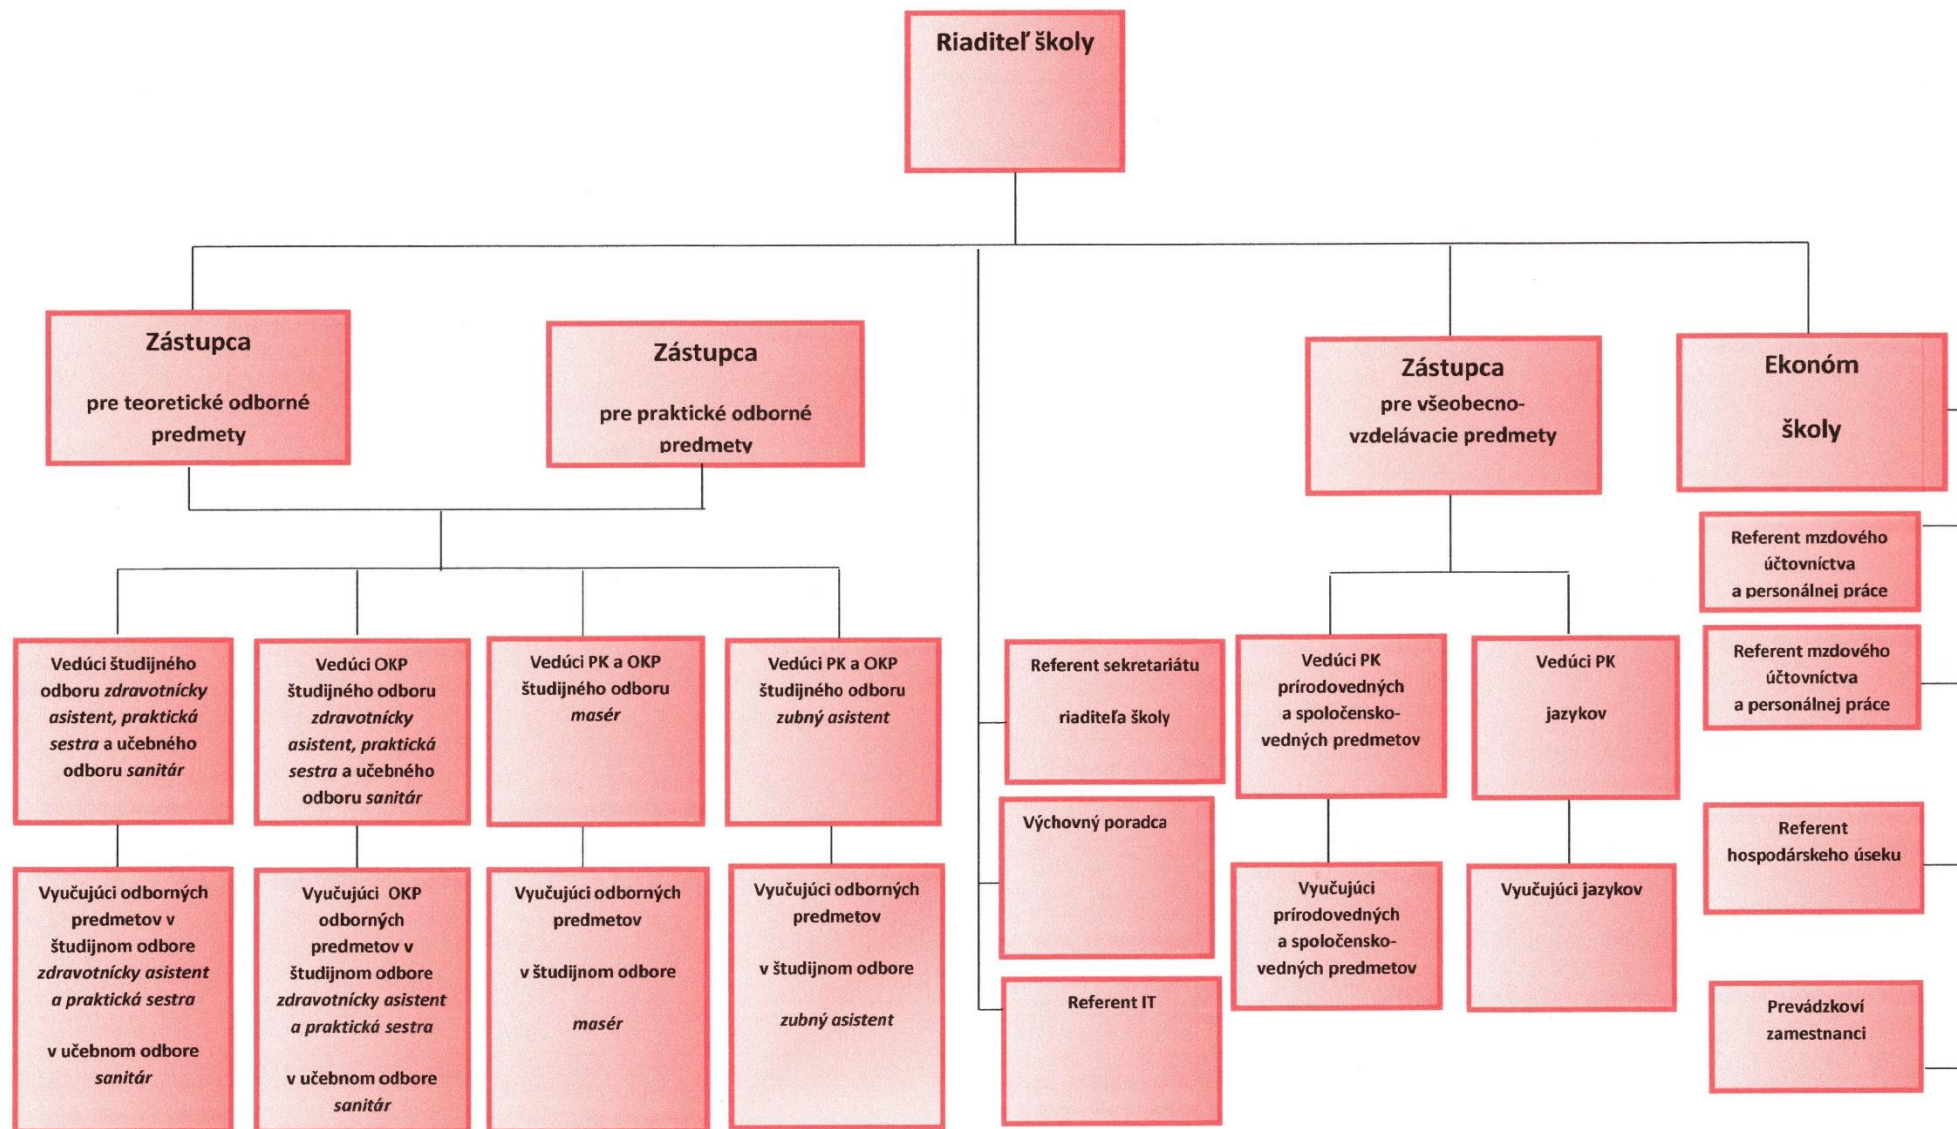 Riaditeľ školy
Zástupca
pre teoretické odborné
predmety
Zástupca
pre praktické odborné
predmety
Zástupca
pre všeobecno-
vzdelávacie predmety
Ekonóm
školy
Referent mzdového
účtovníctva
a personálnej práce
Referent mzdového
účtovníctva
a personálnej práce
Referent
hospodárskeho úseku
Prevádzkoví
zamestnanci
Vedúci študijného
odboru zdravotnícky
asistent, praktická
sestra a učebného
odboru sanitár
Vedúci OKP
študijného odboru
zdravotnícky
asistent, praktická
sestra a učebného
odboru sanitár
Vedúci PK a OKP
študijného odboru
masér
Vedúci PK a OKP
študijného odboru
zubný asistent
Referent sekretariátu
riaditeľa školy
Vedúci PK
prírodovedných
a spoločensko-
vedných predmetov
Vedúci PK
jazykov
Výchovný poradca
Referent IT
Vyučujúci odborných
predmetov v
študijnom odbore
zdravotnícky asistent
a praktická sestra
v učebnom odbore
sanitár
Vyučujúci OKP
odborných
predmetov v
študijnom odbore
zdravotnícky asistent
a praktická sestra
v učebnom odbore
sanitár
Vyučujúci odborných
predmetov
v študijnom odbore
masér
Vyučujúci odborných
predmetov
v študijnom odbore
zubný asistent
Vyučujúci
prírodovedných
a spoločensko-
vedných predmetov
Vyučujúci jazykov